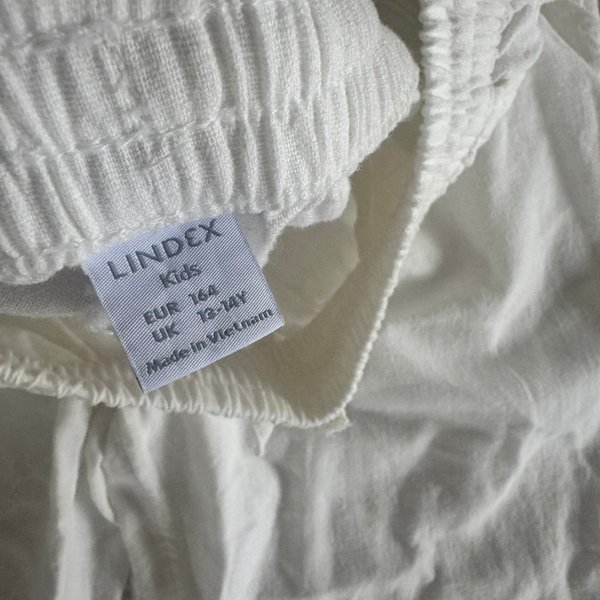 LINDEX
Kids
EUR 164
UK 13-14Y
Made in Vietnam